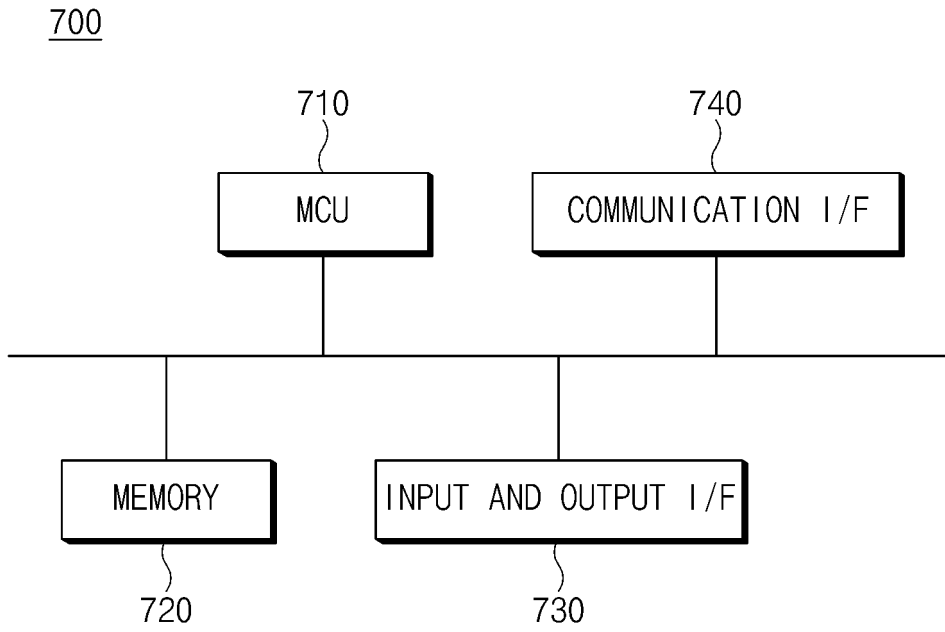 700
710
740
MCU
COMMUNICATION I/F
MEMORY
INPUT AND OUTPUT I/F
720
730